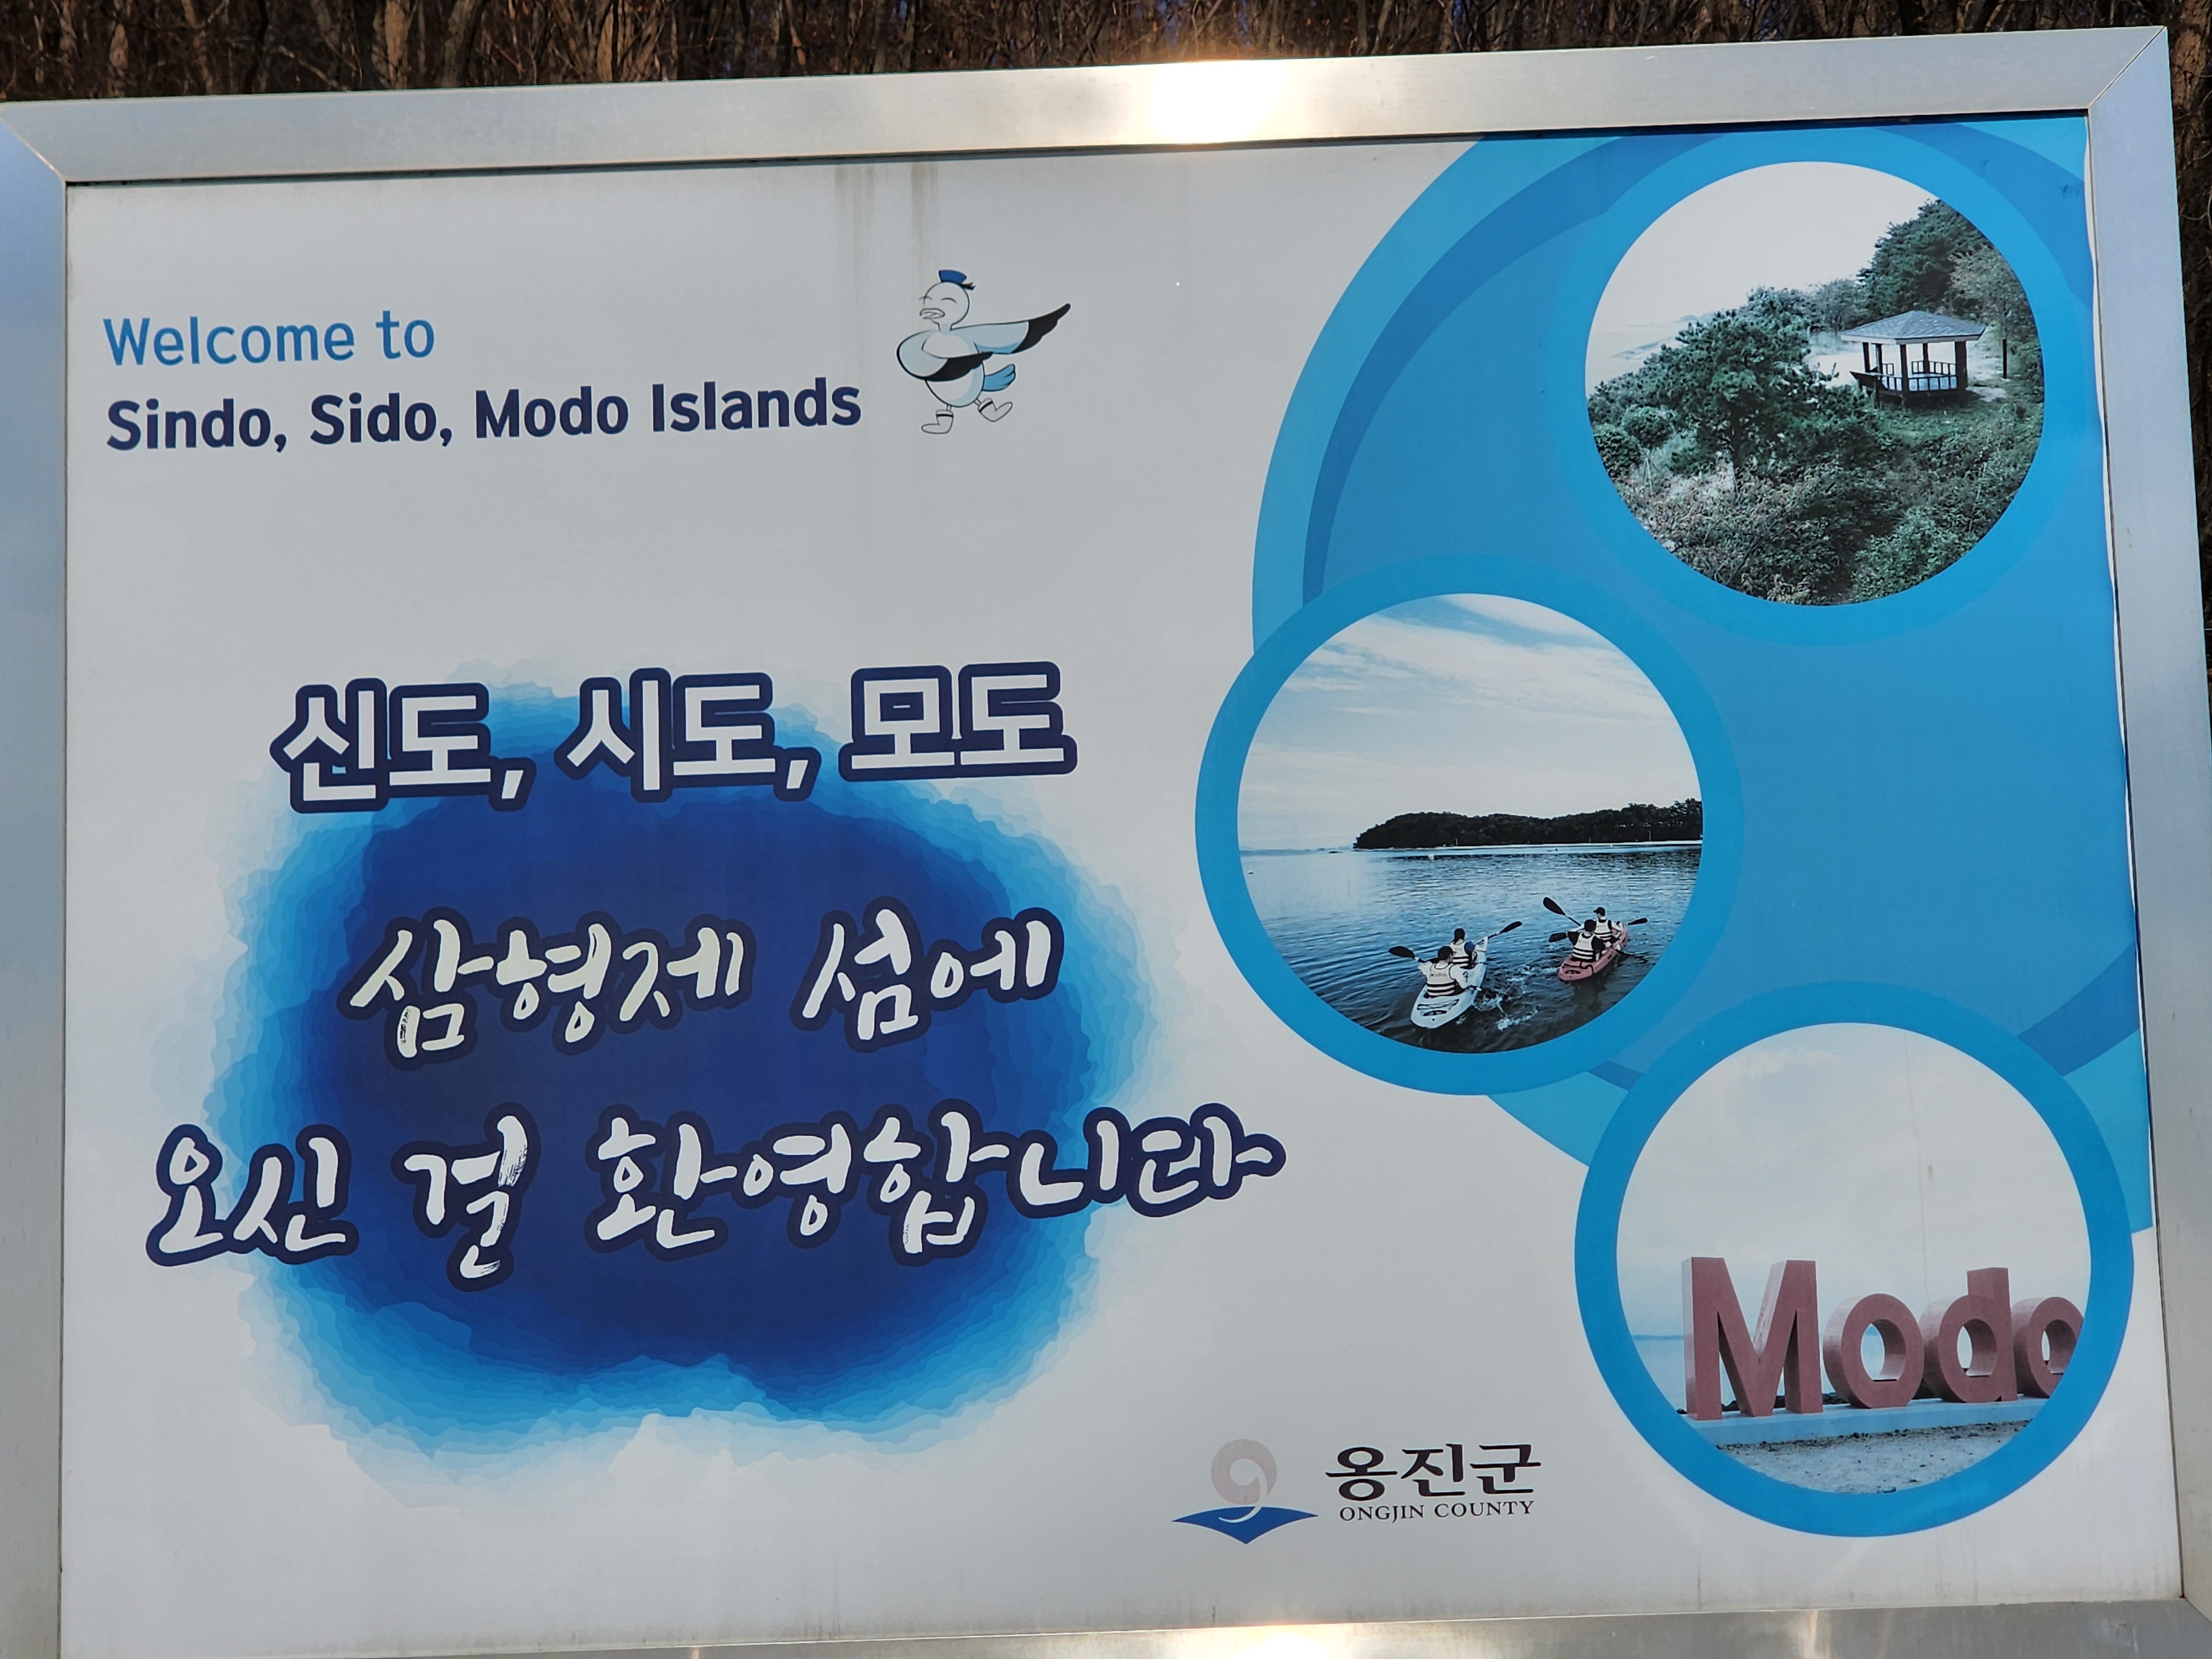 Welcome to
Sindo, Sido, Modo Islands
신도, 시도, 모도
삼형제 섬에
오신 걸 환영합니다
Modo
옹진군
ONGJIN COUNTY